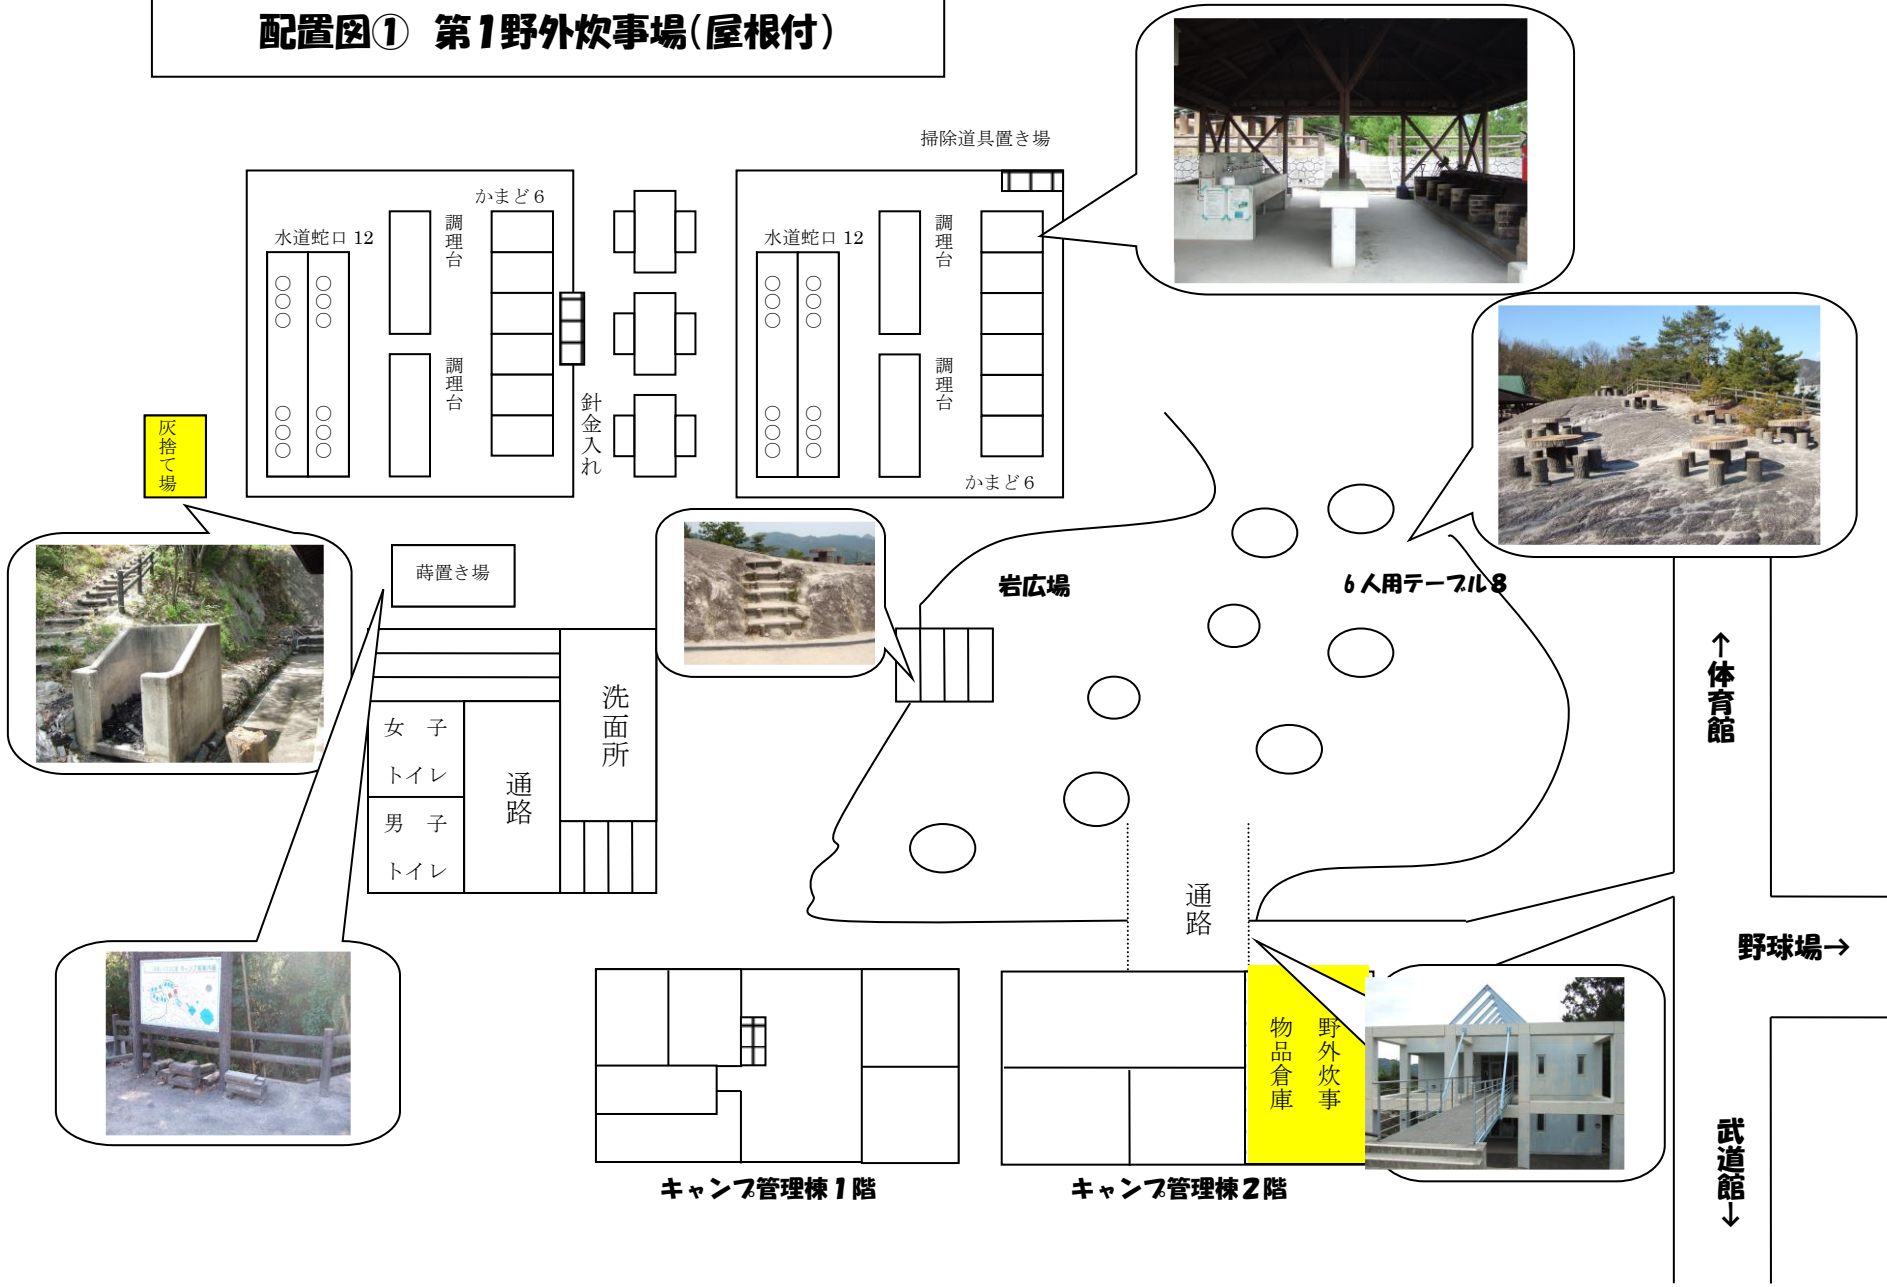 配置図① 第1野外炊事場(屋根付)
掃除道具置き場
かまど6
水道蛇口 12
調理台
調理台
針金入れ
水道蛇口 12
調理台
調理台
かまど6
灰捨て場
蒔置き場
洗面所
女 子
トイレ
通路
男 子
トイレ
岩広場
6人用テーブル8
通路
↑体育館
野球場→
武道館↓
野外炊事
物品倉庫
キャンプ管理棟1階
キャンプ管理棟2階